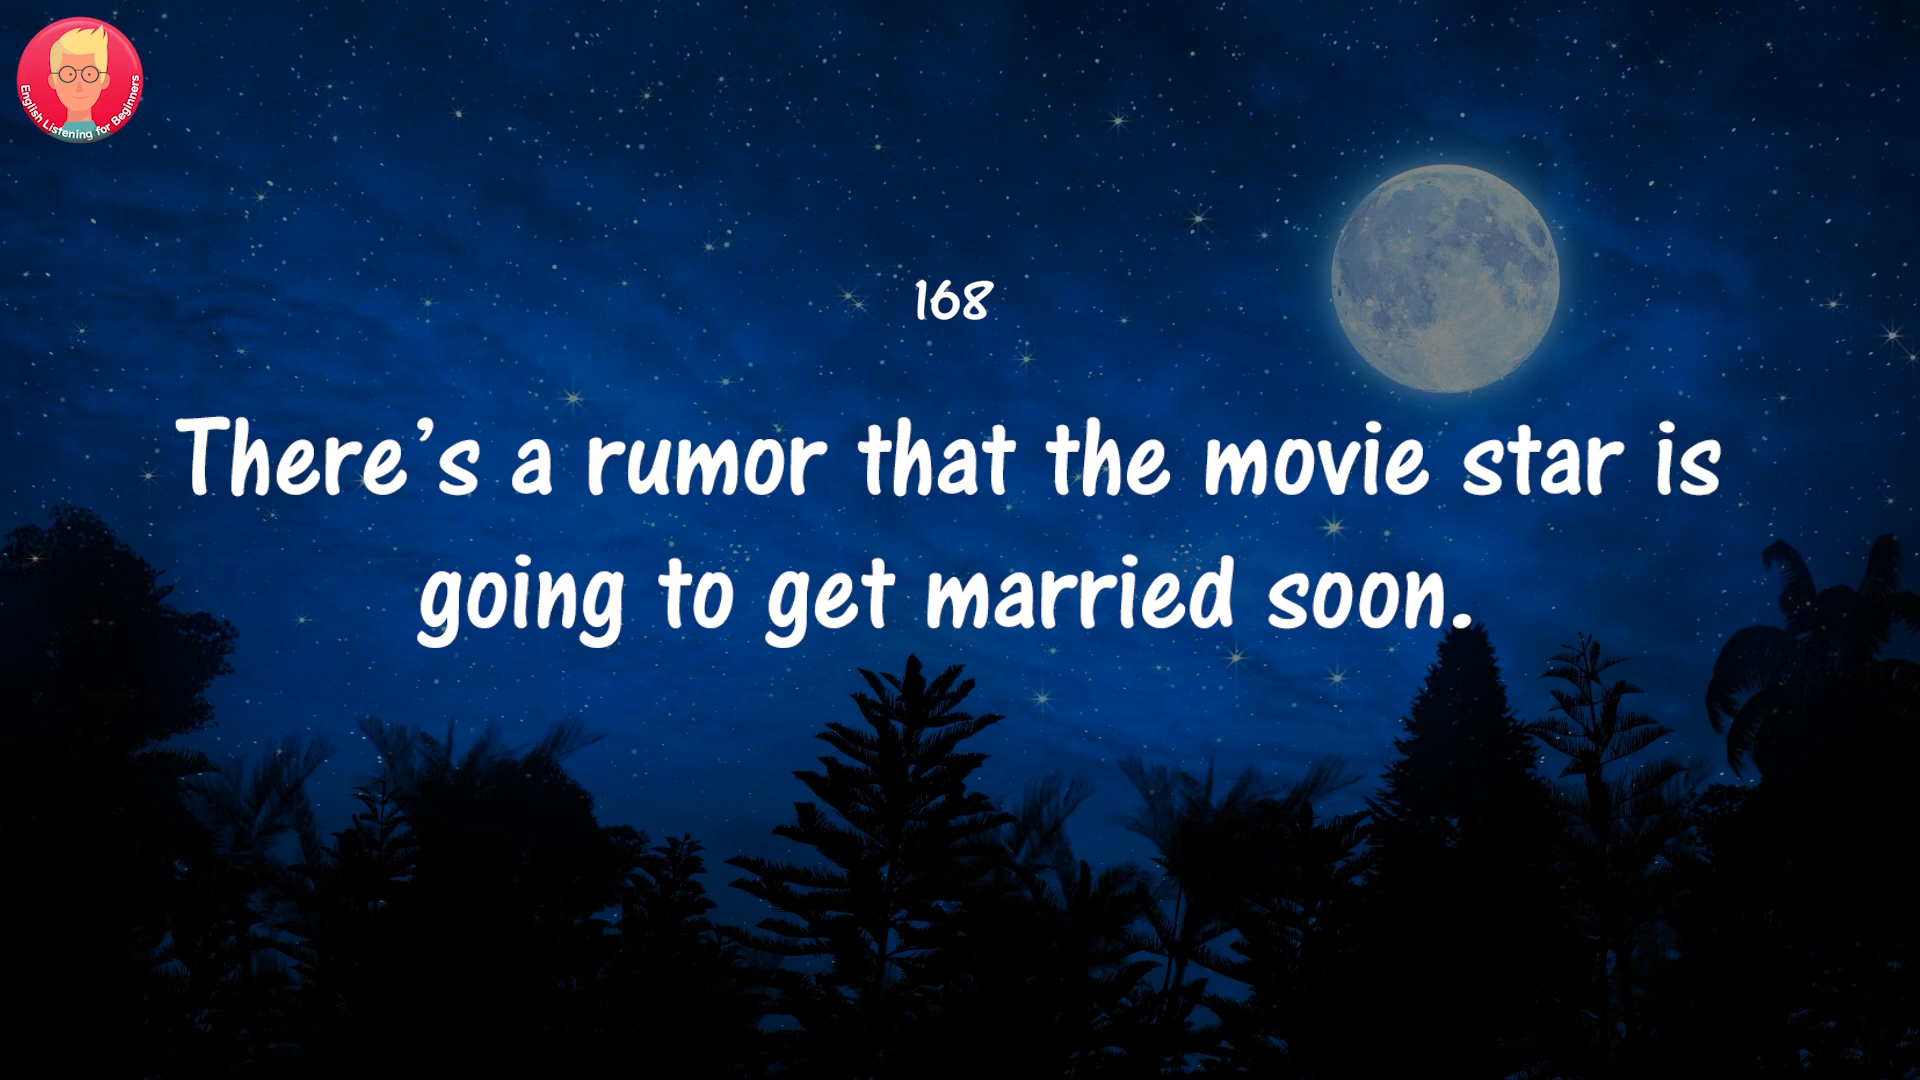 English Listening for Beginners
168
There's a rumor that the movie star is
going to get married soon.